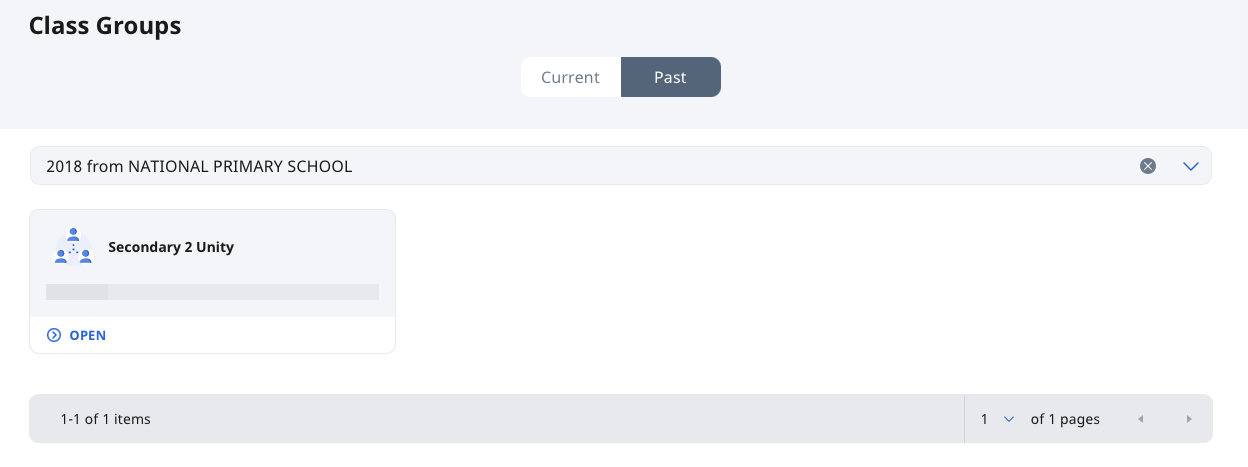 Class Groups
Current
Past
2018 from NATIONAL PRIMARY SCHOOL
Secondary 2 Unity
OPEN
1-1 of 1 items
1
of 1 pages